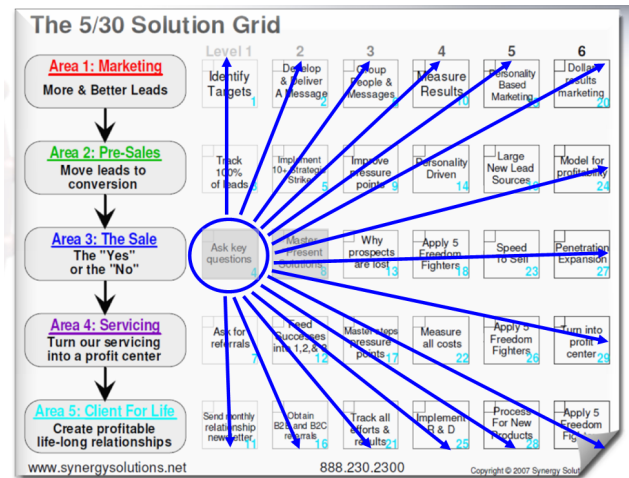 The 5/30 Solution Grid
Level 1 2 3 4 5 6
Area 1: Marketing
More & Better Leads
Identify
Targets
1
Develop
& Deliver
A Message
2
Group
People &
Messages
Measure
Results
10
Personality
Based
Marketing
Dollar
results
marketing
20
Area 2: Pre-Sales
Move leads to
conversion
Track
100%
of leads
Implement
10+ Strategic
Strikes
Improve
pressure
points
9
Personality
Driven
14
Large
New Lead
Sources
Model for
profitability
24
Area 3: The Sale
The "Yes"
or the "No"
Ask key
questions
4
Master
Present
Solutions
Why
prospects
are lost
13
Apply 5
Freedom
Fighters
18
Speed
To Sell
23
Penetration
Expansion
27
Area 4: Servicing
Turn our servicing
into a profit center
Ask for
referrals
7
Feed
Successes
into 1,2,&
12
Master steps
pressure
points
17
Measure
all costs
22
Apply 5
Freedom
Fighters
26
Turn into
profit
center
29
Area 5: Client For Life
Create profitable
life-long relationships
Send monthly
relationship
newsletter
11
Obtain
B2B and B2C
referrals
16
Track all
efforts &
results
21
Implement
R & D
25
Process
For New
Products
28
Apply 5
Freedom
www.synergysolutions.net
888.230.2300
Copyright © 2007 Synergy